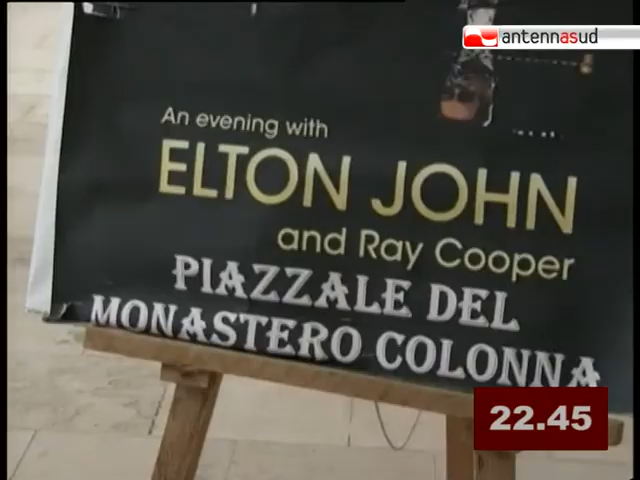 antennasud
An evening with
ELTON JOHN
and Ray Cooper
PIAZZALE DEL
MONASTERO COLONNA
22.45